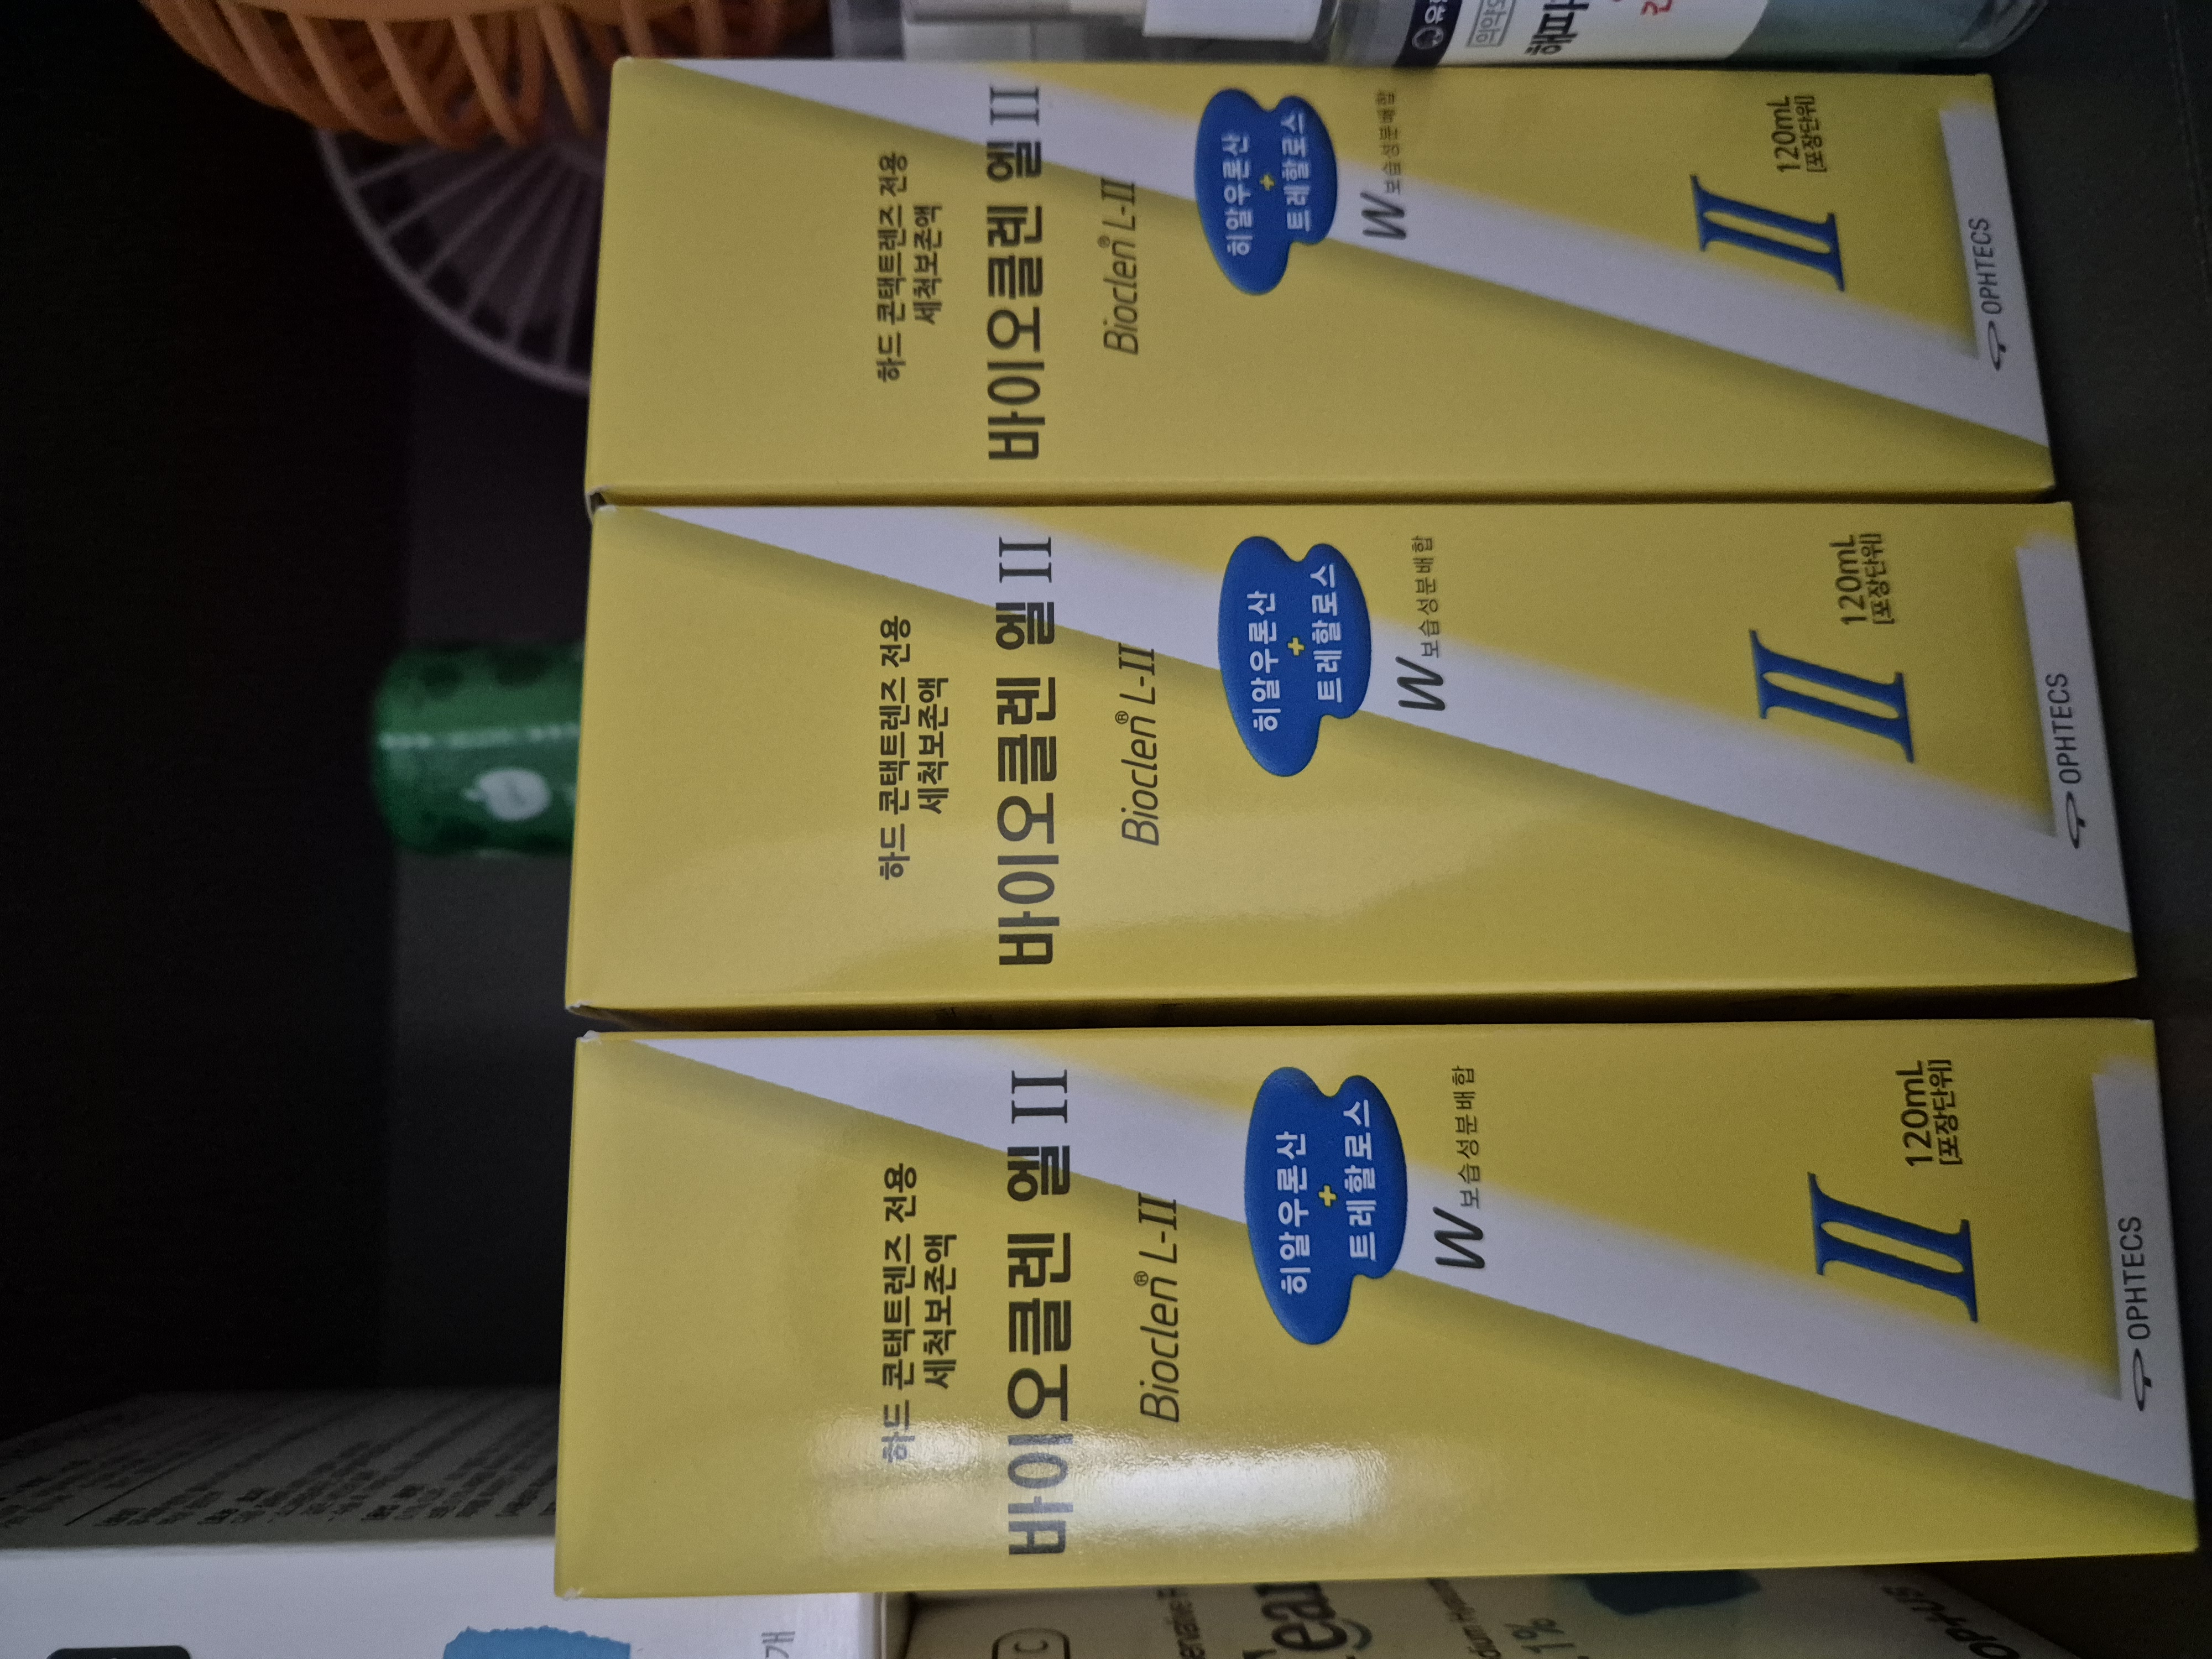 하드 콘택트렌즈 전용
세척보존액
바이오클렌 엘 II
Bioclen® L-II
히알우론산
+
트레할로스
W 보습성분배합
II
120mL
[포장단위]
OPHTECS
하드 콘택트렌즈 전용
세척보존액
바이오클렌 엘 II
Bioclen® L-II
히알우론산
+
트레할로스
W 보습성분배합
II
120mL
[포장단위]
OPHTECS
하드 콘택트렌즈 전용
세척보존액
바이오클렌 엘 II
Bioclen® L-II
히알우론산
+
트레할로스
W 보습성분배합
II
120mL
[포장단위]
OPHTECS
1%